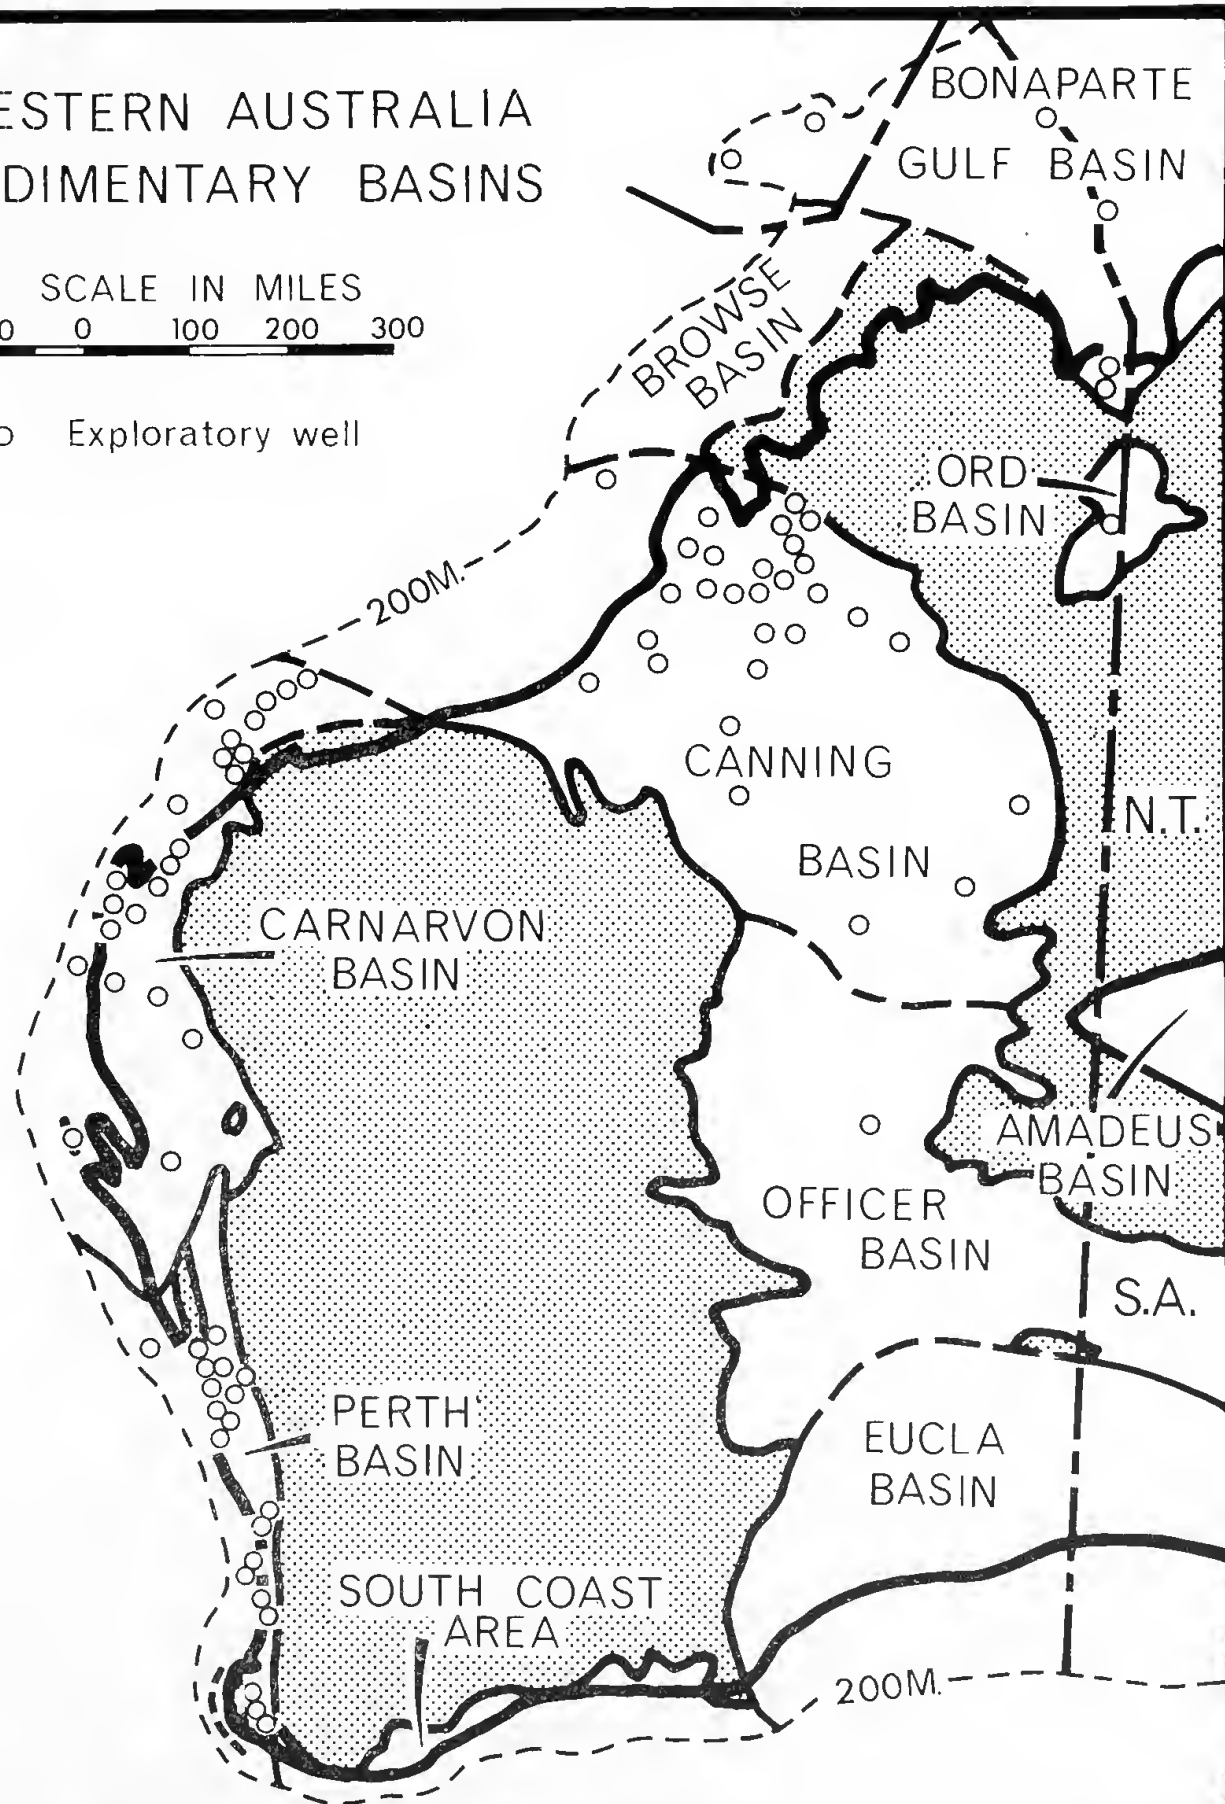 ESTERN AUSTRALIA
DIMENTARY BASINS
SCALE IN MILES
0 0 100 200 300
Exploratory well
BONAPARTE
GULF BASIN
BROWSE
BASIN
ORD
BASIN
200M.
CANNING
BASIN
N.T.
CARNARVON
BASIN
AMADEUS
BASIN
OFFICER
BASIN
S.A.
PERTH
BASIN
EUCLA
BASIN
SOUTH COAST
AREA
200M.